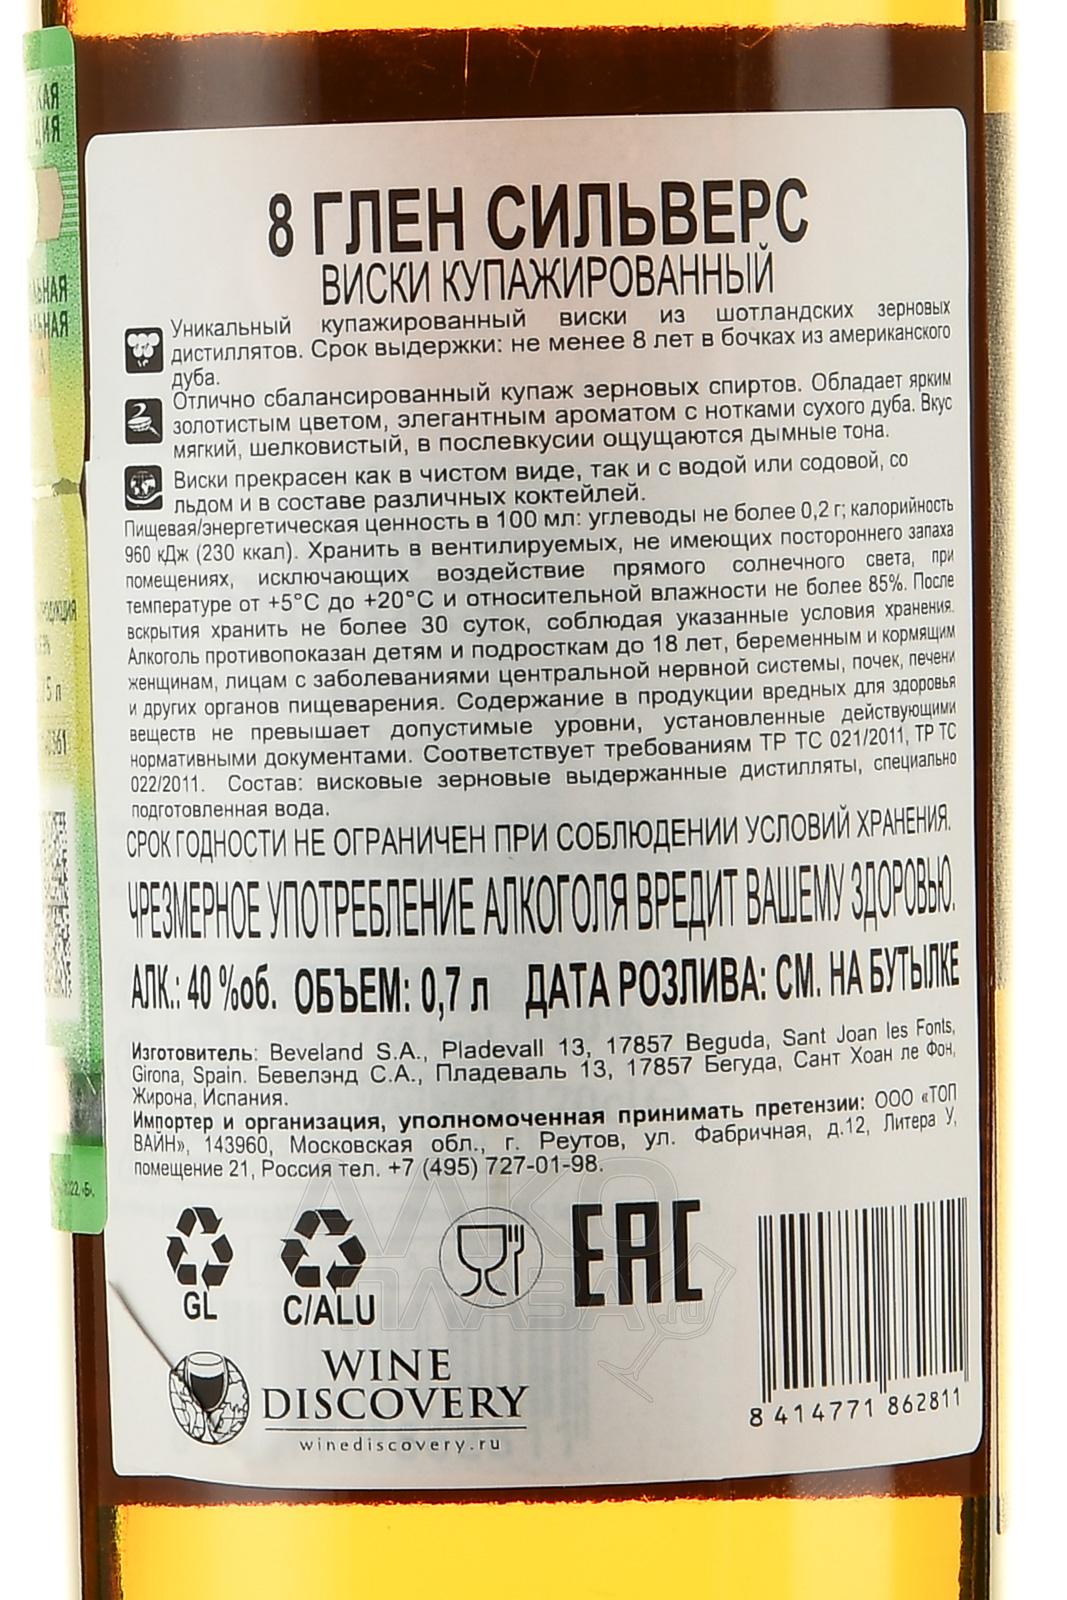 8 ГЛЕН СИЛЬВЕРС
ВИСКИ КУПАЖИРОВАННЫЙ
Уникальный купажированный виски из шотландских зерновых
дистиллятов. Срок выдержки: не менее 8 лет в бочках из американского
дуба.
Отлично сбалансированный купаж зерновых спиртов. Обладает ярким
золотистым цветом, элегантным ароматом с нотками сухого дуба. Вкус
мягкий, шелковистый, в послевкусии ощущаются дымные тона.
Виски прекрасен как в чистом виде, так и с водой или содовой, со
льдом и в составе различных коктейлей.
Пищевая/энергетическая ценность в 100 мл: углеводы не более 0,2 г; калорийность
960 кДж (230 ккал). Хранить в вентилируемых, не имеющих постороннего запаха
помещениях, исключающих воздействие прямого солнечного света, при
температуре от +5°С до +20°С и относительной влажности не более 85%. После
вскрытия хранить не более 30 суток, соблюдая указанные условия хранения.
Алкоголь противопоказан детям и подросткам до 18 лет, беременным и кормящим
женщинам, лицам с заболеваниями центральной нервной системы, почек, печени
и других органов пищеварения. Содержание в продукции вредных для здоровья
веществ не превышает допустимые уровни, установленные действующими
нормативными документами. Соответствует требованиям ТР ТС 021/2011, ТР ТС
022/2011. Состав: висковые зерновые выдержанные дистилляты, специально
подготовленная вода.
СРОК ГОДНОСТИ НЕ ОГРАНИЧЕН ПРИ СОБЛЮДЕНИИ УСЛОВИЙ ХРАНЕНИЯ.
ЧРЕЗМЕРНОЕ УПОТРЕБЛЕНИЕ АЛКОГОЛЯ ВРЕДИТ ВАШЕМУ ЗДОРОВЬЮ.
АЛК.: 40 %об. ОБЪЕМ: 0,7 л ДАТА РОЗЛИВА: СМ. НА БУТЫЛКЕ
Изготовитель: Beveland S.A., Pladevall 13, 17857 Beguda, Sant Joan les Fonts,
Girona, Spain. Бевелэнд С.А., Пладеваль 13, 17857 Бегуда, Сант Хоан ле Фон,
Жирона, Испания.
Импортер и организация, уполномоченная принимать претензии: ООО «ТОП
ВАЙН», 143960, Московская обл., г. Реутов, ул. Фабричная, д.12, Литера У,
помещение 21, Россия тел. +7 (495) 727-01-98.
GL
C/ALU
EAC
WINE
DISCOVERY
winediscovery.ru
8 414771 862811
АЛКО
ПЛАЗА.ru